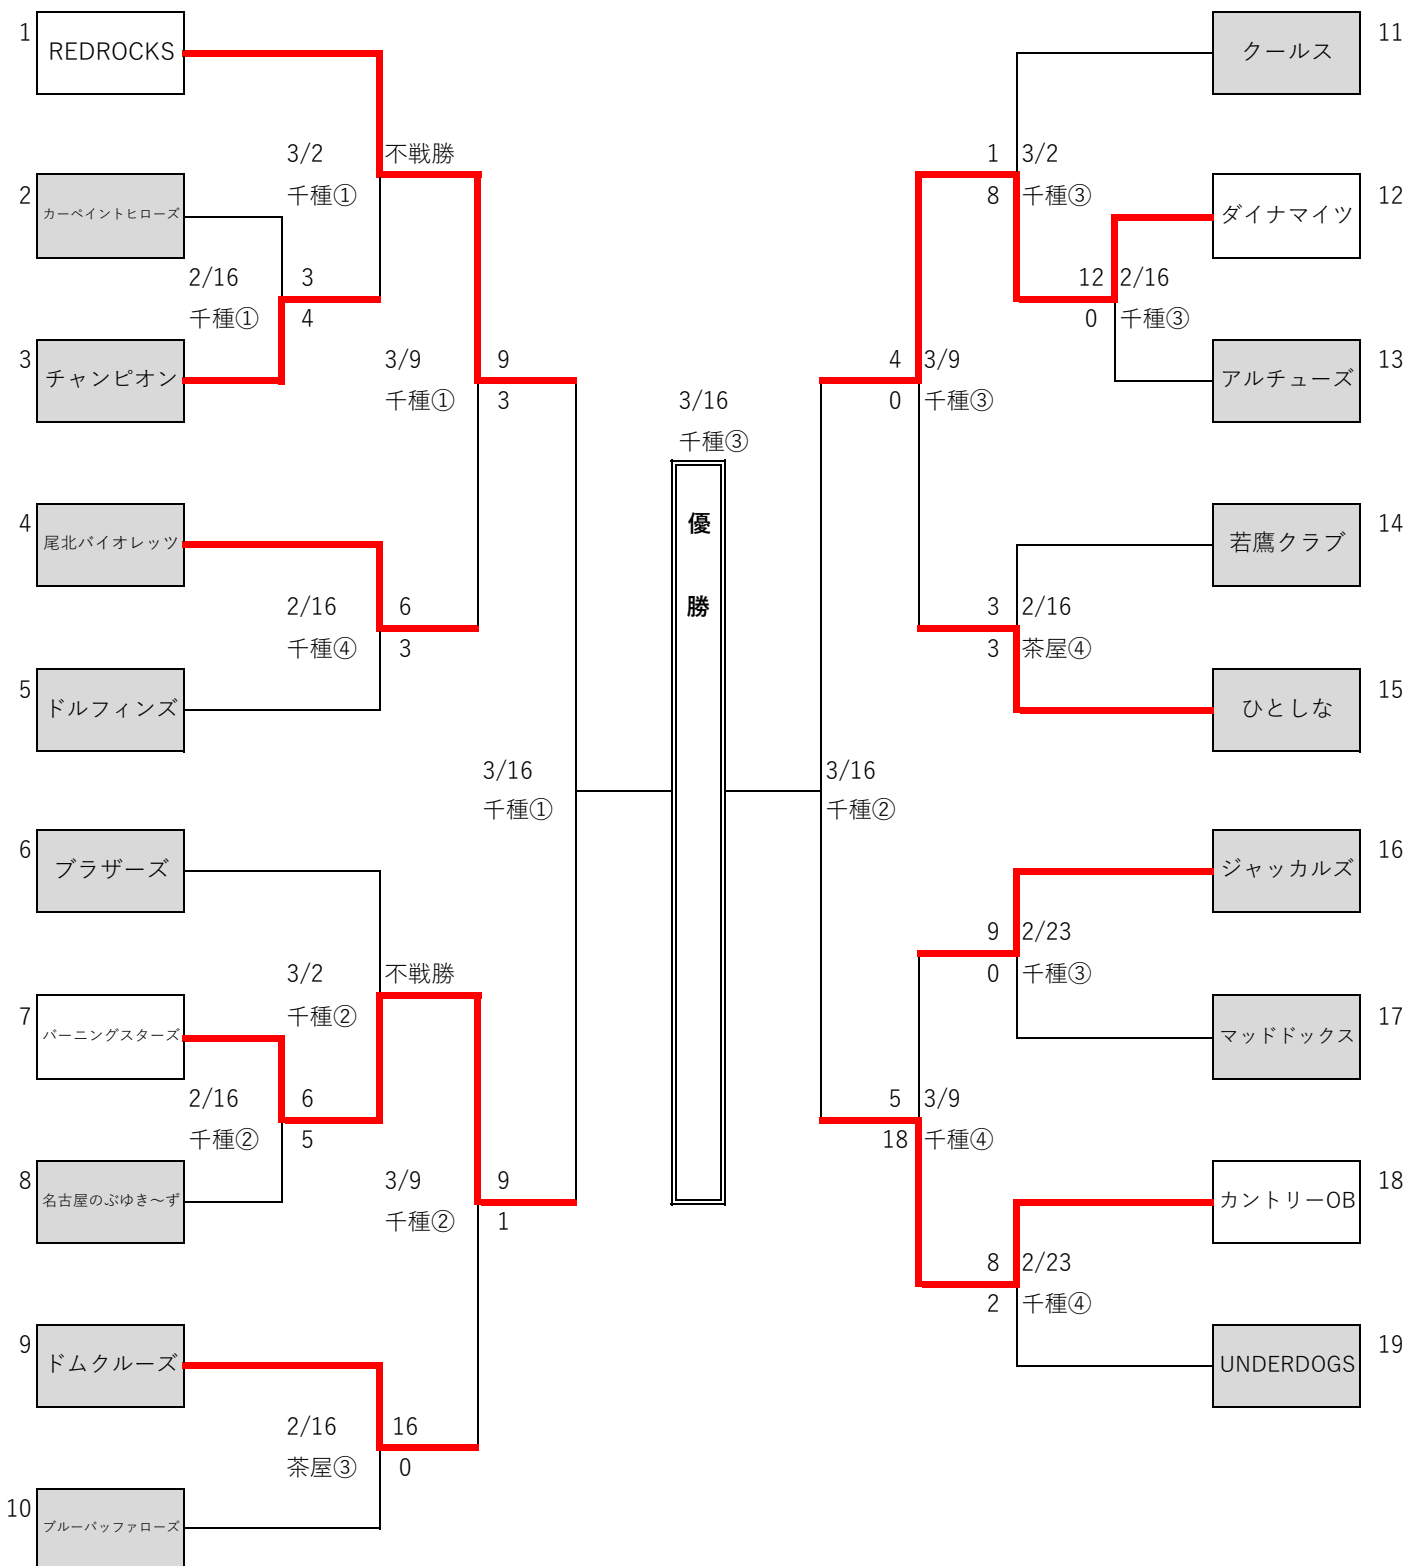 1
REDROCKS
3/2
不戦勝
千種①
2
カーペイントヒローズ
2/16
3
千種①
4
3
チャンピオン
3/9
9
千種①
3
4
尾北バイオレッツ
2/16
6
千種④
3
5
ドルフィンズ
3/16
千種①
6
ブラザーズ
3/2
不戦勝
千種②
7
バーニングスターズ
2/16
6
千種②
5
8
名古屋のぶゆき～ず
3/9
9
千種②
1
9
ドムクルーズ
2/16
16
茶屋③
0
10
ブルーバッファローズ
3/16
千種③
優
勝
11
クールス
1
3/2
8
千種③
12
ダイナマイツ
12
2/16
0
千種③
13
アルチューズ
4
3/9
0
千種③
14
若鷹クラブ
3
2/16
3
茶屋④
15
ひとしな
3/16
千種②
16
ジャッカルズ
9
2/23
0
千種③
17
マッドドックス
5
3/9
18
千種④
18
カントリーOB
8
2/23
2
千種④
19
UNDERDOGS